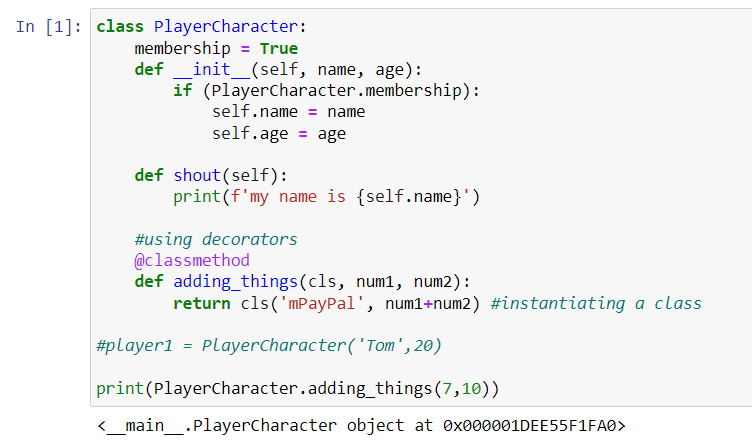 In [1]: class PlayerCharacter:
    membership = True
    def __init__(self, name, age):
        if (PlayerCharacter.membership):
            self.name = name
            self.age = age

    def shout(self):
        print(f'my name is {self.name}')

    #using decorators
    @classmethod
    def adding_things(cls, num1, num2):
        return cls('mPayPal', num1+num2) #instantiating a class

#player1 = PlayerCharacter('Tom',20)

print(PlayerCharacter.adding_things(7,10))
<__main__.PlayerCharacter object at 0x000001DEE55F1FA0>